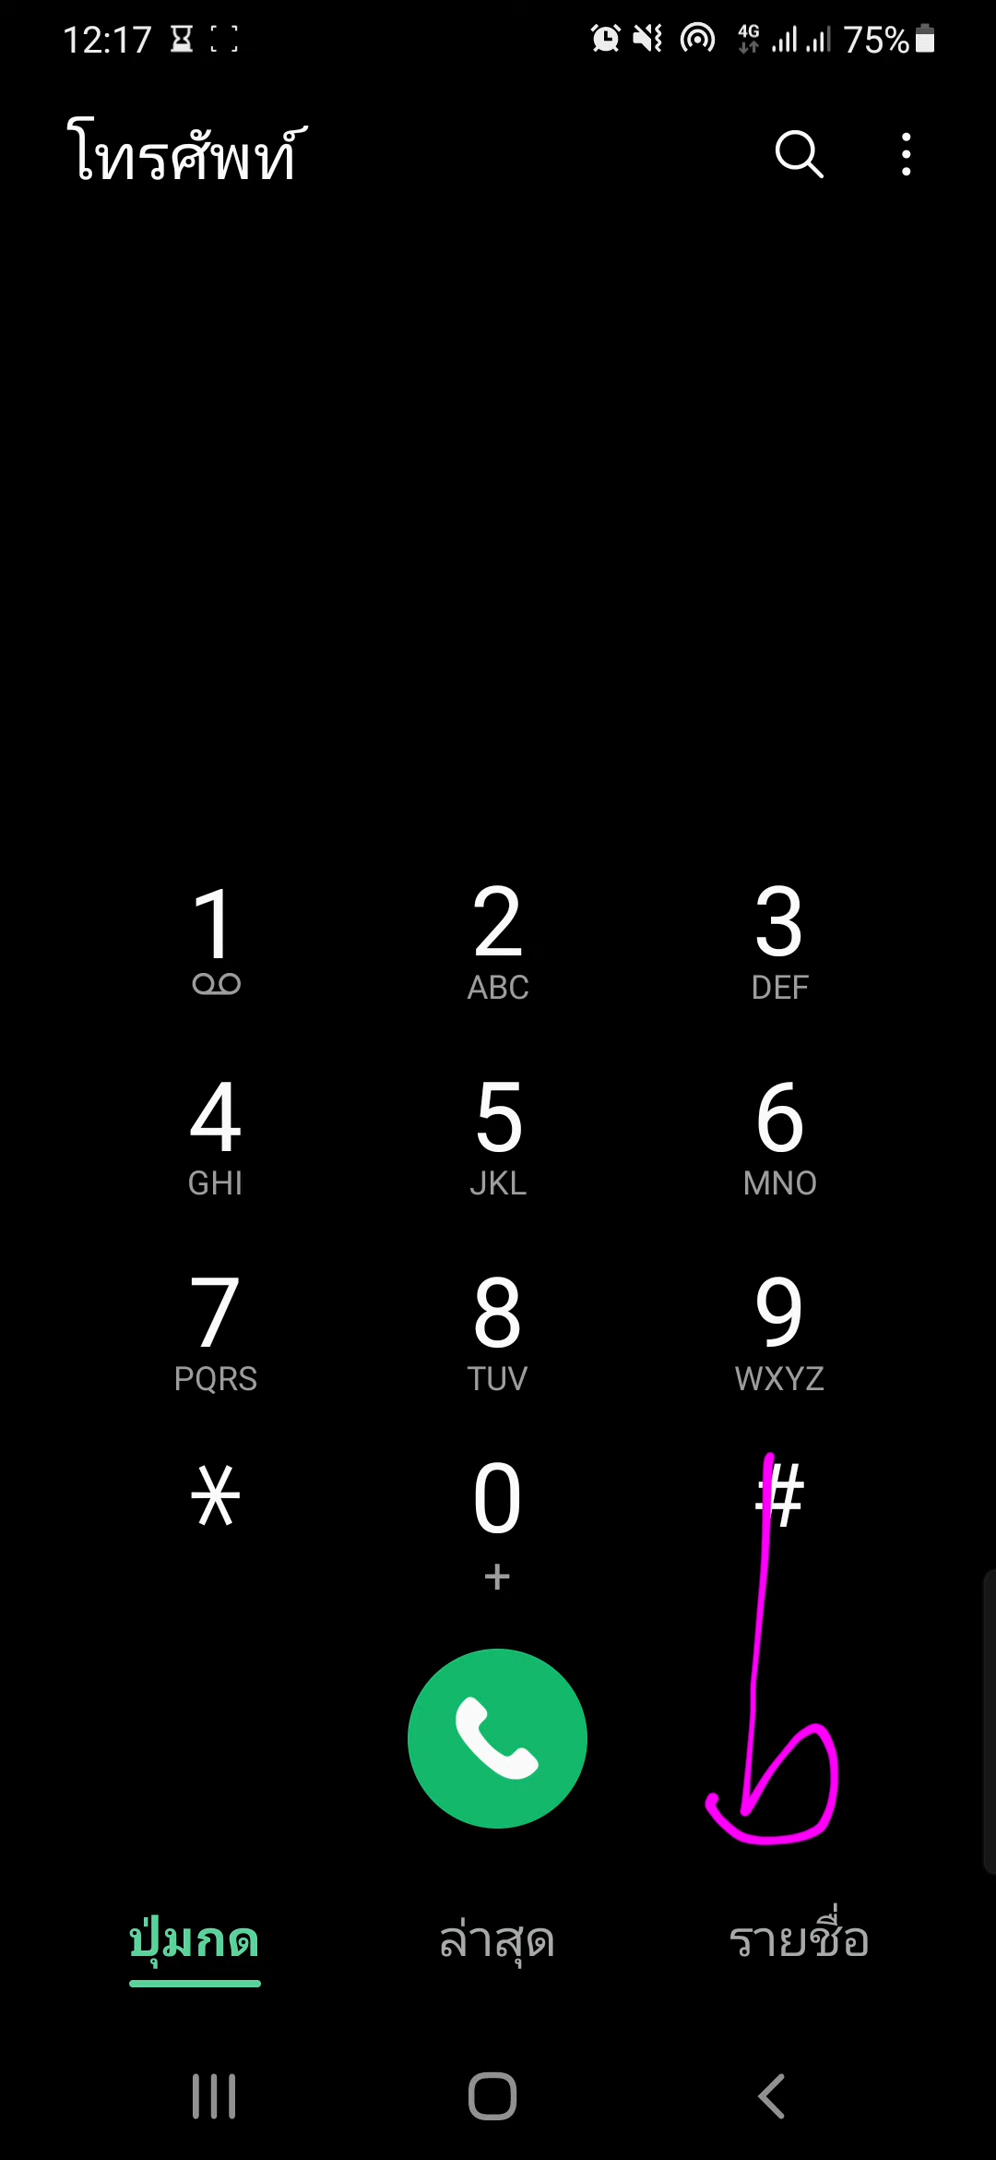 12:17 4G 75%
โทรศัพท์
1 2 3
ABC DEF
4 5 6
GHI JKL MNO
7 8 9
PQRS TUV WXYZ
* 0 #
+
ปุ่มกด ล่าสุด รายชื่อ